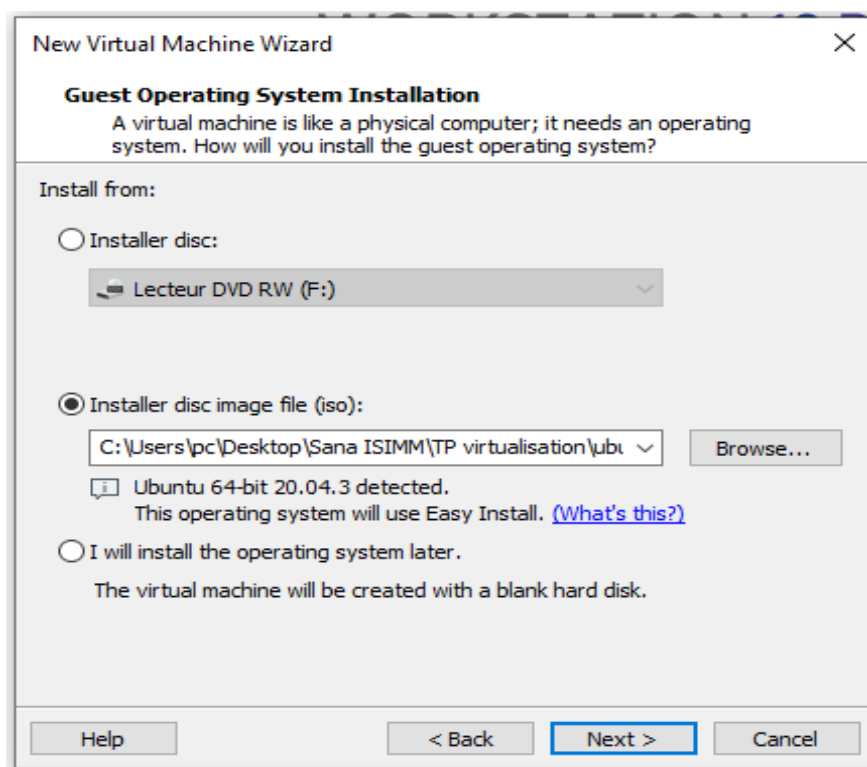 New Virtual Machine Wizard
Guest Operating System Installation
A virtual machine is like a physical computer; it needs an operating
system. How will you install the guest operating system?
Install from:
Installer disc:
Lecteur DVD RW (F:)
Installer disc image file (iso):
C:\Users\pc\Desktop\Sana ISIMM\TP virtualisation\ubu
Browse...
Ubuntu 64-bit 20.04.3 detected.
This operating system will use Easy Install. (What's this?)
I will install the operating system later.
The virtual machine will be created with a blank hard disk.
Help
< Back
Next >
Cancel